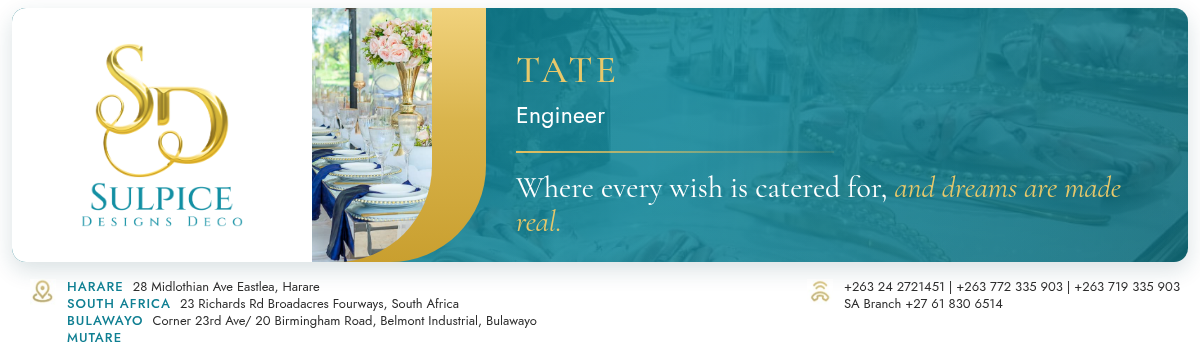 SD
SULPICE
DESIGNS DECO
TATE
Engineer
Where every wish is catered for, and dreams are made
real.
HARARE 28 Midlothian Ave Eastlea, Harare
SOUTH AFRICA 23 Richards Rd Broadacres Fourways, South Africa
BULAWAYO Corner 23rd Ave/ 20 Birmingham Road, Belmont Industrial, Bulawayo
MUTARE
+263 24 2721451 | +263 772 335 903 | +263 719 335 903
SA Branch +27 61 830 6514